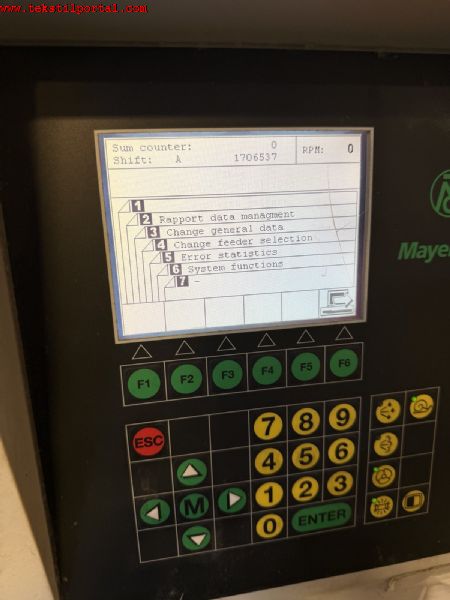 www.tekstilportal.com
Sum counter: 0
Shift: A 1706537
RPM: 0
1
2 Rapport data managment
3 Change general data
4 Change feeder selection
5 Error statistics
6 System functions
7 -
Maye
F1 F2 F3 F4 F5 F6
ESC
7 8 9
4 5 6
M
1 2 3
0 ENTER